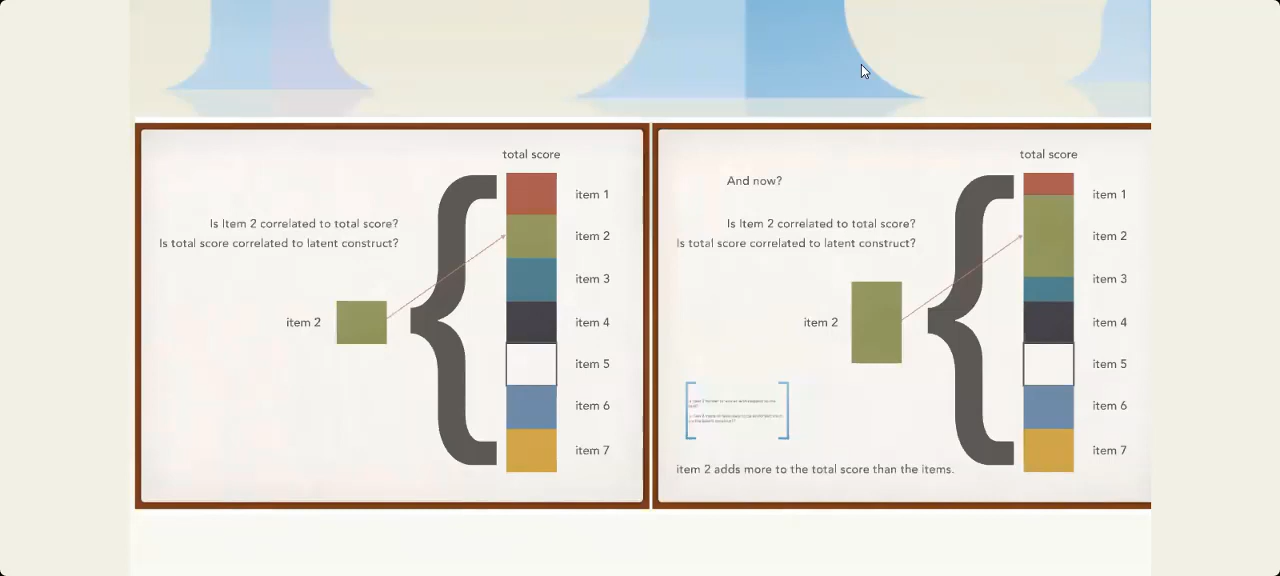 total score
item 1
Is Item 2 correlated to total score?
item 2
Is total score correlated to latent construct?
item 3
item 2
item 4
item 5
item 6
item 7
total score
And now?
item 1
Is Item 2 correlated to total score?
item 2
Is total score correlated to latent construct?
item 3
item 2
item 4
item 5
item 6
item 7
item 2 adds more to the total score than the items.